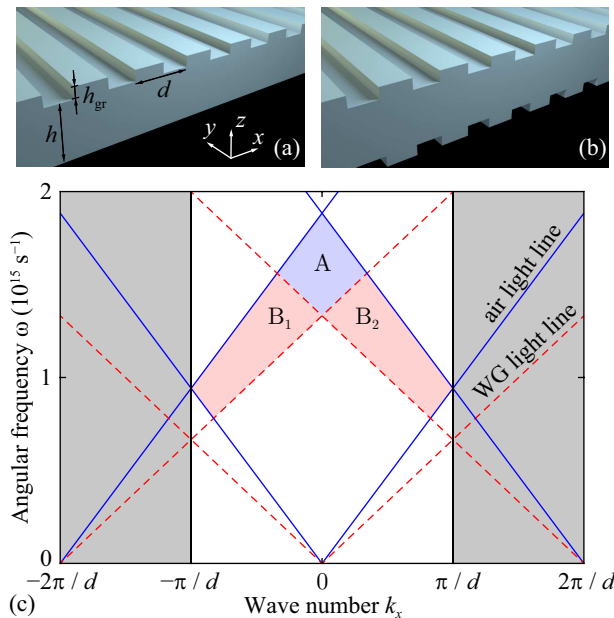 h_gr
d
h
z
y
x
(a)
(b)
2
1
0
Angular frequency ω (10¹⁵ s⁻¹)
A
B₁
B₂
air light line
WG light line
−2π / d
−π / d
0
π / d
2π / d
(c)
Wave number kₓ